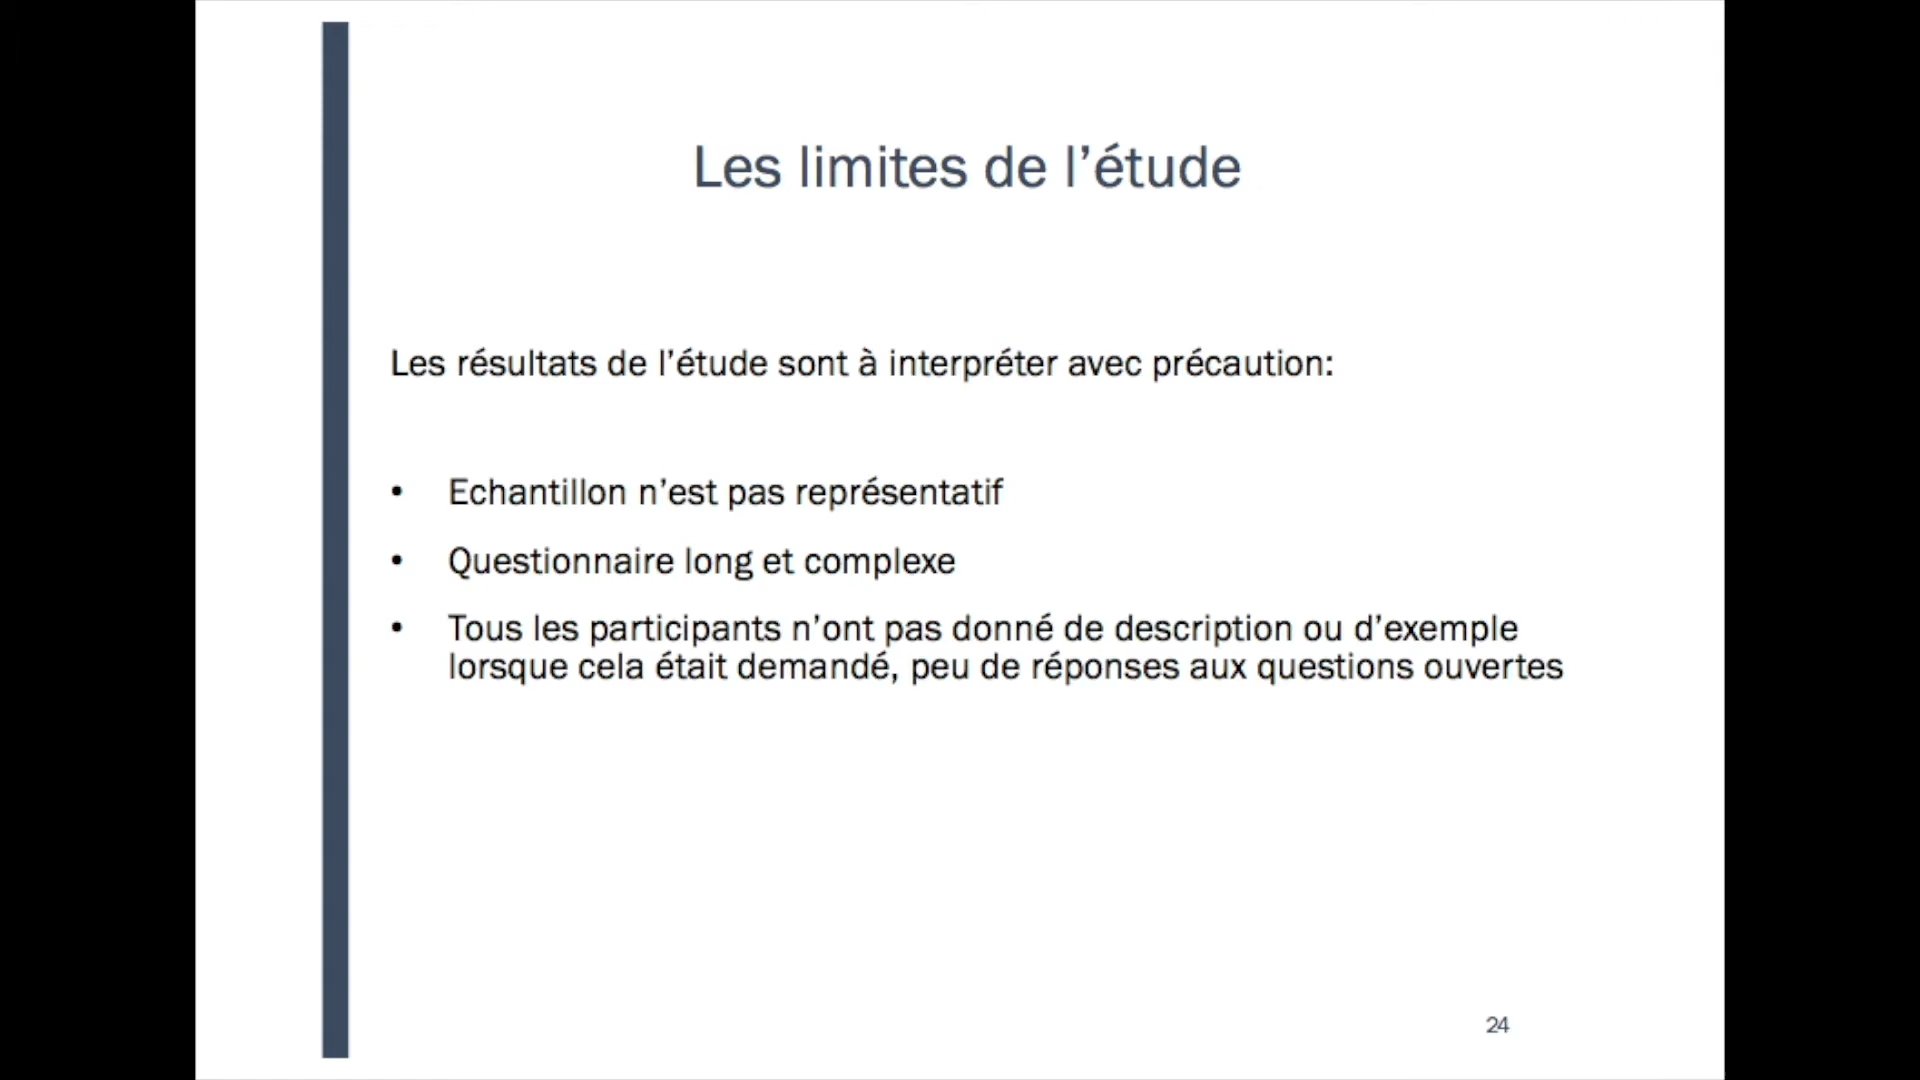 Les limites de l’étude
Les résultats de l’étude sont à interpréter avec précaution:
• Echantillon n’est pas représentatif
• Questionnaire long et complexe
• Tous les participants n’ont pas donné de description ou d’exemple
lorsque cela était demandé, peu de réponses aux questions ouvertes
24